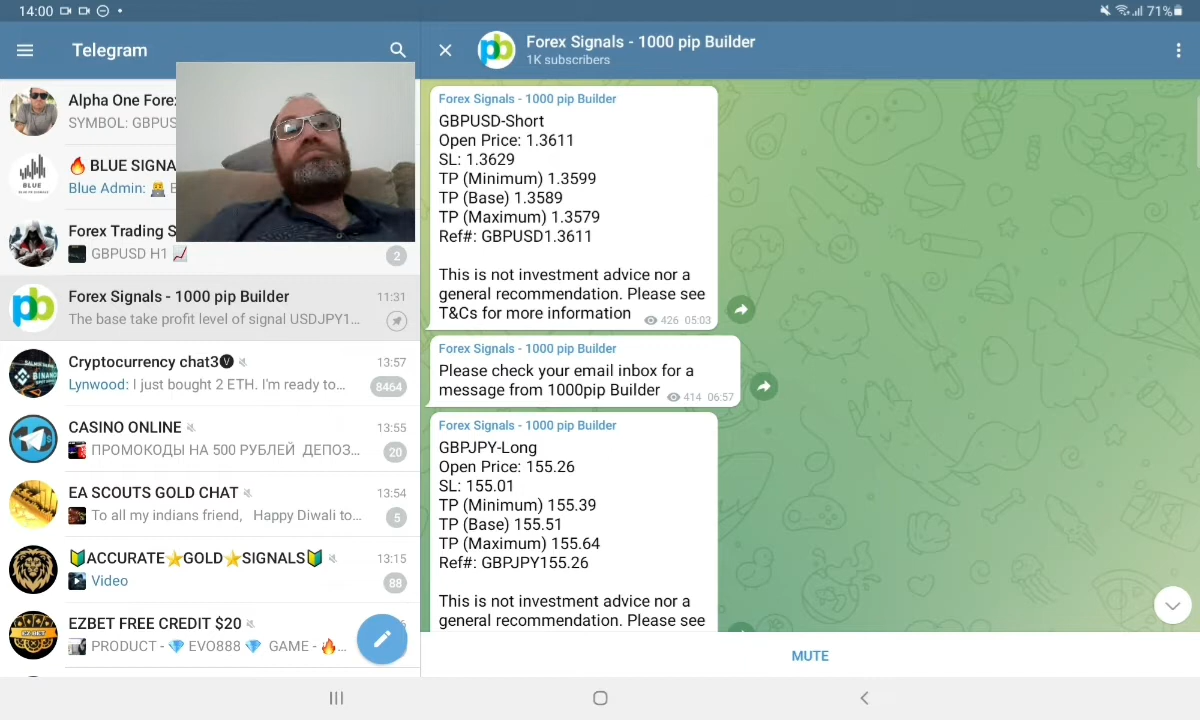 14:00
71%
Telegram
Forex Signals - 1000 pip Builder
1K subscribers
Alpha One Fore
SYMBOL: GBPUS
🔥 BLUE SIGNA
Blue Admin: 
BLUE
Forex Trading S
GBPUSD H1 📈
2
Forex Signals - 1000 pip Builder
11:31
The base take profit level of signal USDJPY1...
pb
Cryptocurrency chat3🅥
13:57
Lynwood: I just bought 2 ETH. I'm ready to...
8464
BINANC
CASINO ONLINE
13:55
ПРОМОКОДЫ НА 500 РУБЛЕЙ ДЕПОЗ...
20
EA SCOUTS GOLD CHAT
13:54
To all my indians friend, Happy Diwali to...
5
🔰ACCURATE⭐GOLD⭐SIGNALS🔰
13:15
Video
88
EZBET FREE CREDIT $20
PRODUCT - 💎 EVO888 💎 GAME - 🔥...
pb
Forex Signals - 1000 pip Builder
GBPUSD-Short
Open Price: 1.3611
SL: 1.3629
TP (Minimum) 1.3599
TP (Base) 1.3589
TP (Maximum) 1.3579
Ref#: GBPUSD1.3611
This is not investment advice nor a
general recommendation. Please see
T&Cs for more information
426 05:03
Forex Signals - 1000 pip Builder
Please check your email inbox for a
message from 1000pip Builder
414 06:57
Forex Signals - 1000 pip Builder
GBPJPY-Long
Open Price: 155.26
SL: 155.01
TP (Minimum) 155.39
TP (Base) 155.51
TP (Maximum) 155.64
Ref#: GBPJPY155.26
This is not investment advice nor a
general recommendation. Please see
MUTE